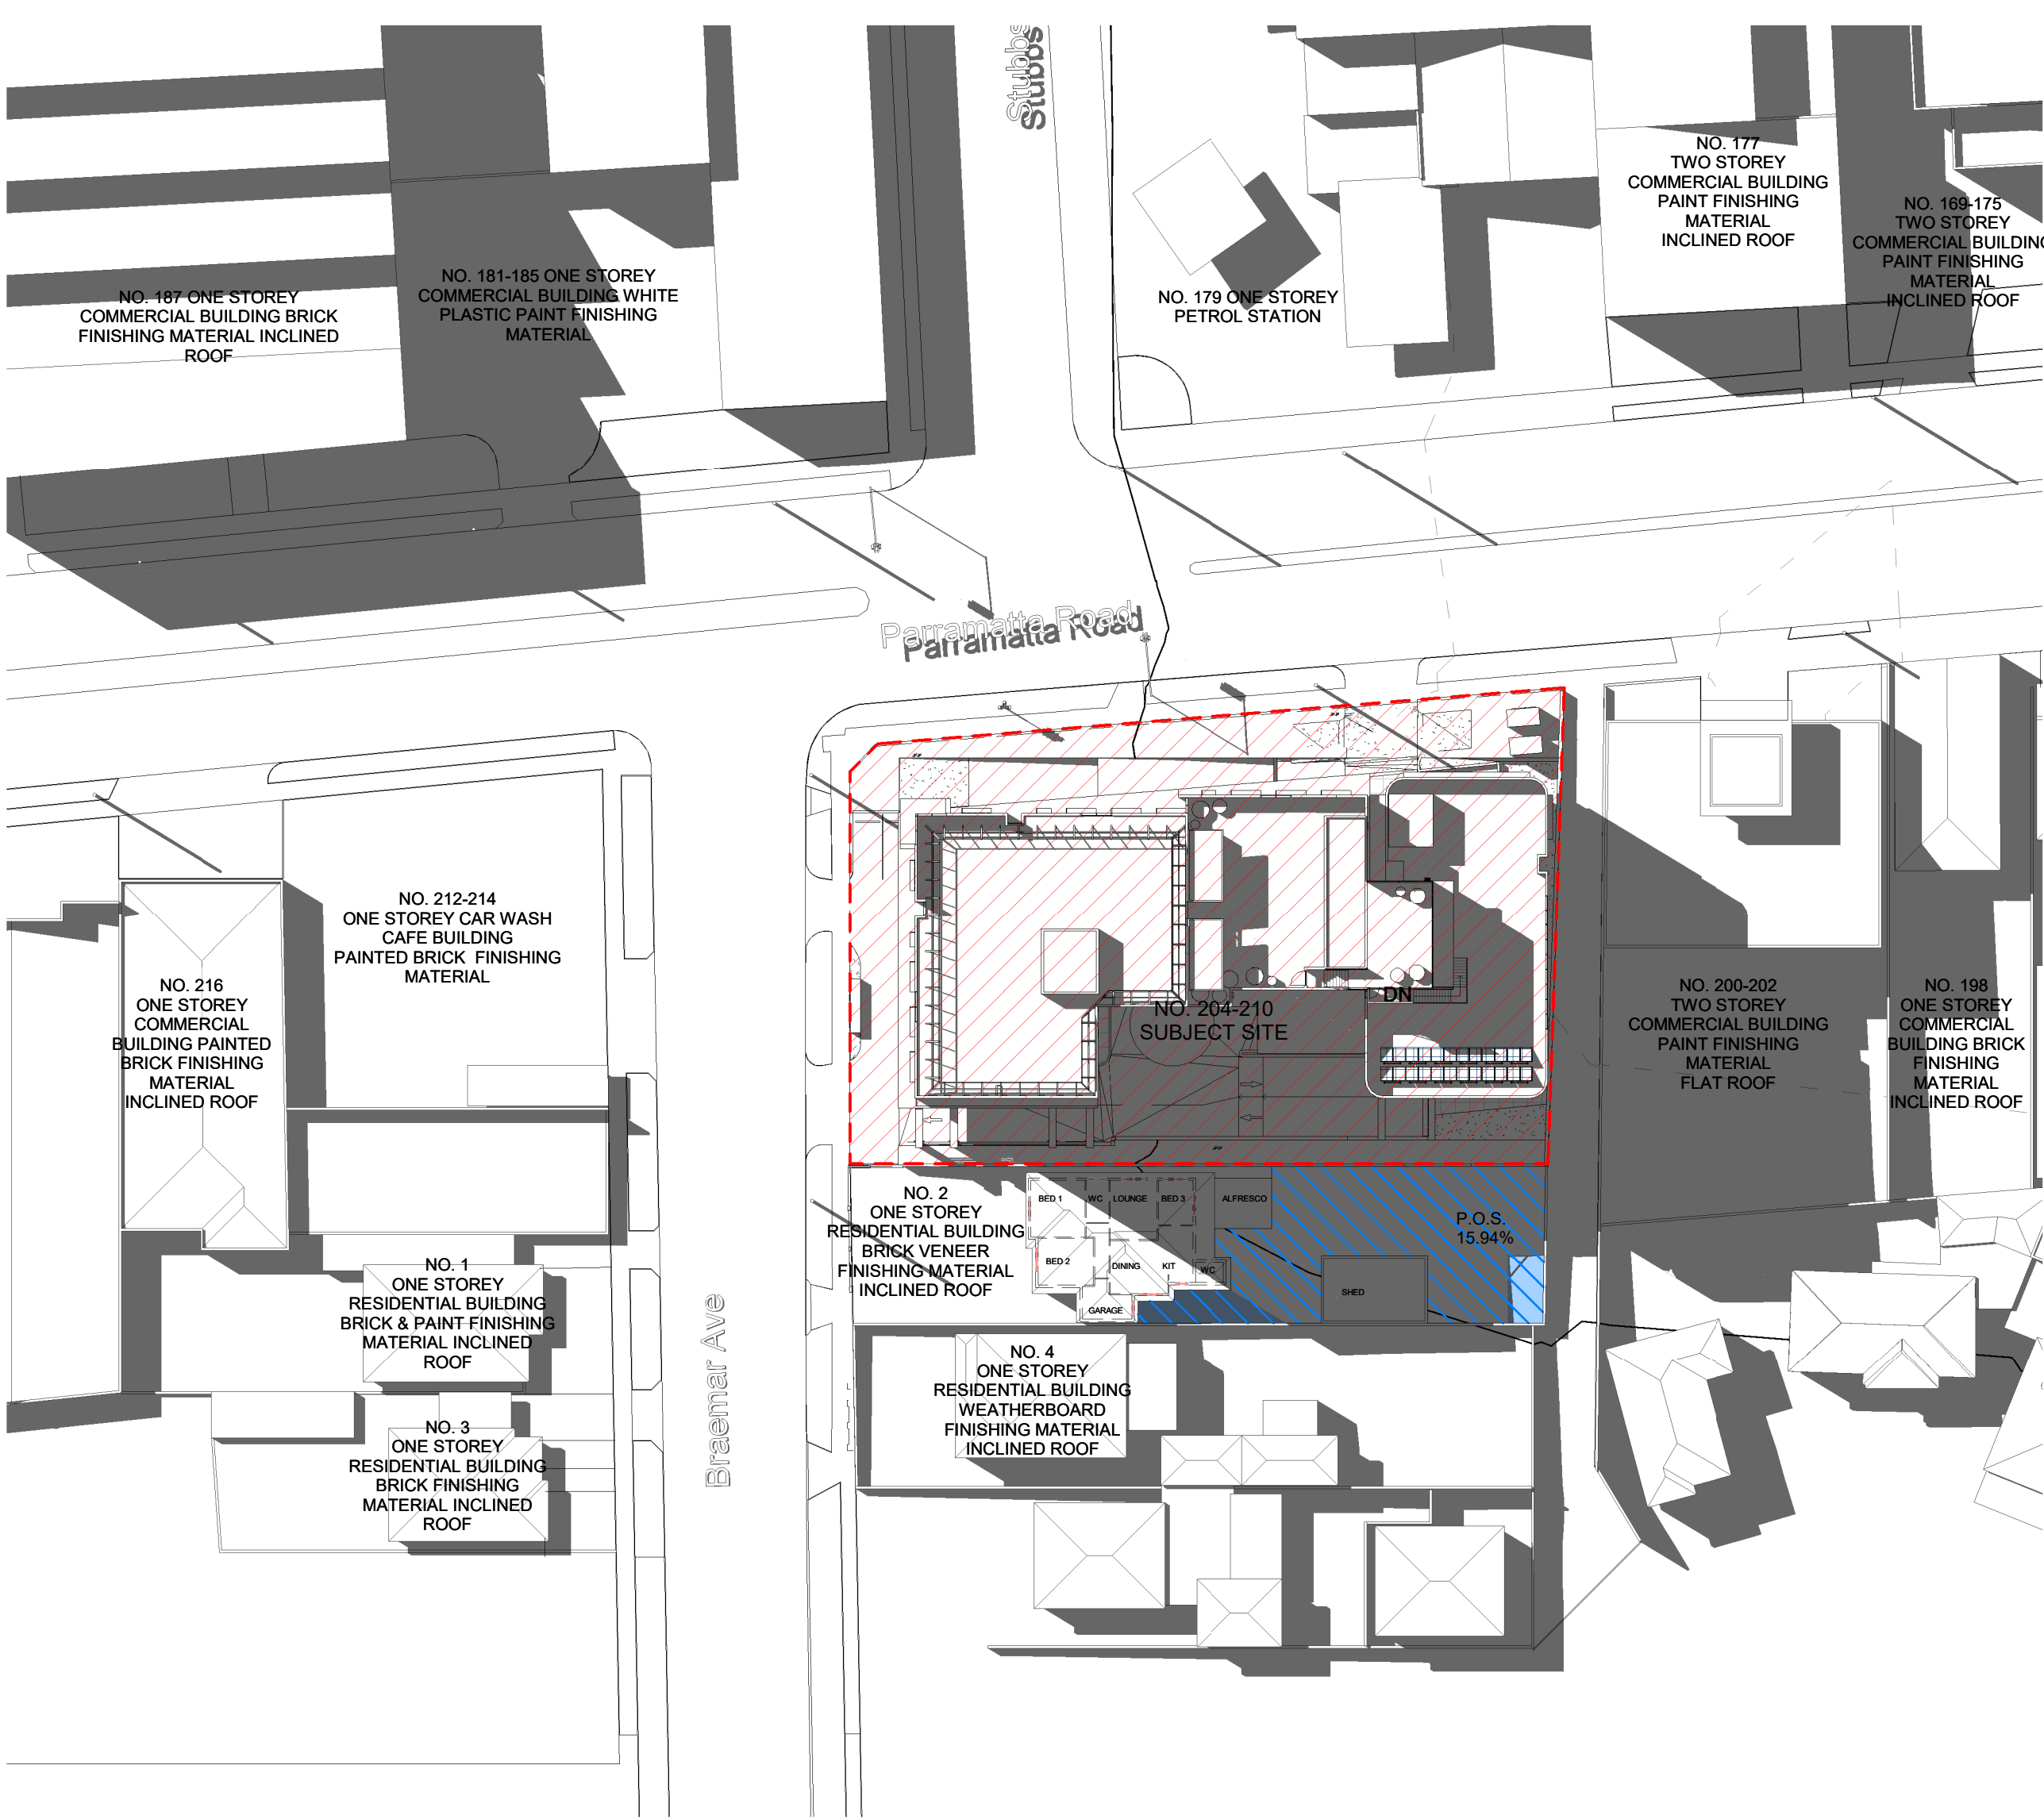 Stubbs
NO. 177
TWO STOREY
COMMERCIAL BUILDING
PAINT FINISHING
MATERIAL
INCLINED ROOF
NO. 169-175
TWO STOREY
COMMERCIAL BUILDING
PAINT FINISHING
MATERIAL
INCLINED ROOF
NO. 187 ONE STOREY
COMMERCIAL BUILDING BRICK
FINISHING MATERIAL INCLINED
ROOF
NO. 181-185 ONE STOREY
COMMERCIAL BUILDING WHITE
PLASTIC PAINT FINISHING
MATERIAL
NO. 179 ONE STOREY
PETROL STATION
Parramatta Road
NO. 212-214
ONE STOREY CAR WASH
CAFE BUILDING
PAINTED BRICK FINISHING
MATERIAL
NO. 216
ONE STOREY
COMMERCIAL
BUILDING PAINTED
BRICK FINISHING
MATERIAL
INCLINED ROOF
DN
NO. 204-210
SUBJECT SITE
NO. 200-202
TWO STOREY
COMMERCIAL BUILDING
PAINT FINISHING
MATERIAL
FLAT ROOF
NO. 198
ONE STOREY
COMMERCIAL
BUILDING BRICK
FINISHING
MATERIAL
INCLINED ROOF
NO. 2
ONE STOREY
RESIDENTIAL BUILDING
BRICK VENEER
FINISHING MATERIAL
INCLINED ROOF
BED 1
WC
LOUNGE
BED 3
ALFRESCO
BED 2
DINING
KIT
WC
GARAGE
SHED
P.O.S.
15.94%
NO. 1
ONE STOREY
RESIDENTIAL BUILDING
BRICK & PAINT FINISHING
MATERIAL INCLINED
ROOF
NO. 3
ONE STOREY
RESIDENTIAL BUILDING
BRICK FINISHING
MATERIAL INCLINED
ROOF
Braemar Ave
NO. 4
ONE STOREY
RESIDENTIAL BUILDING
WEATHERBOARD
FINISHING MATERIAL
INCLINED ROOF